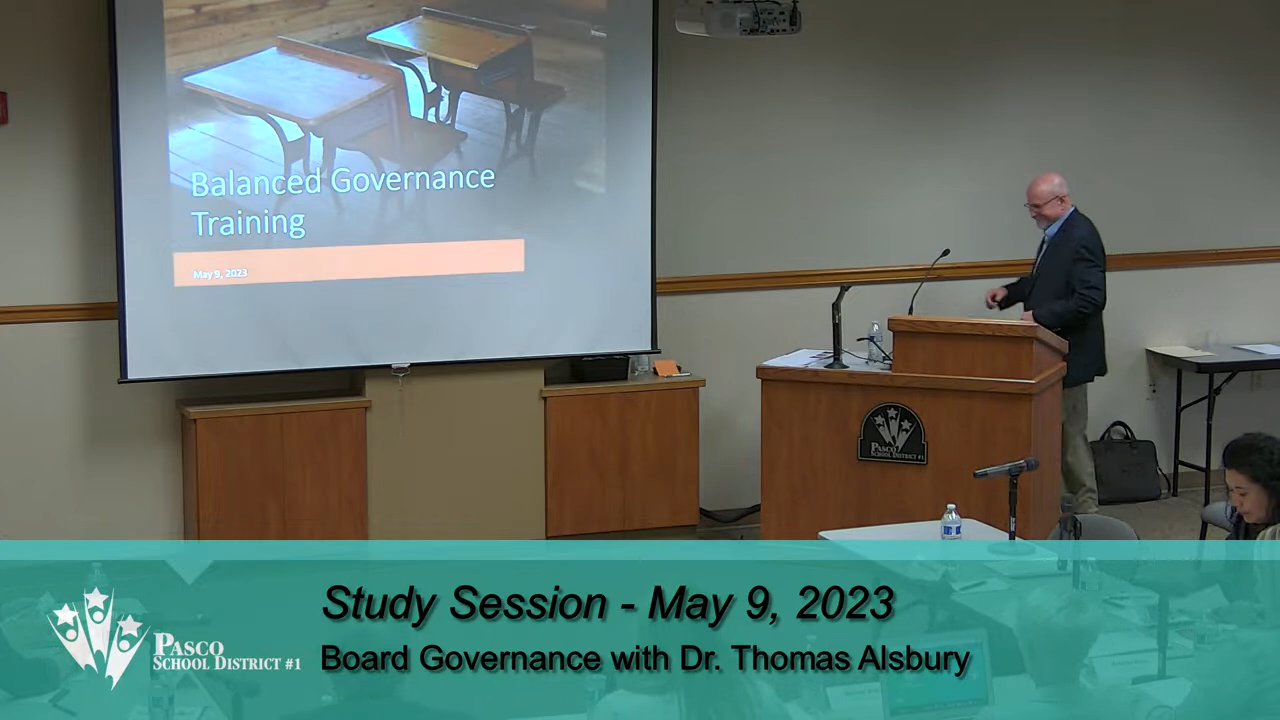 Balanced Governance
Training
May 9, 2023
PASCO
SCHOOL DISTRICT #1
Study Session - May 9, 2023
Board Governance with Dr. Thomas Alsbury
PASCO
SCHOOL DISTRICT #1